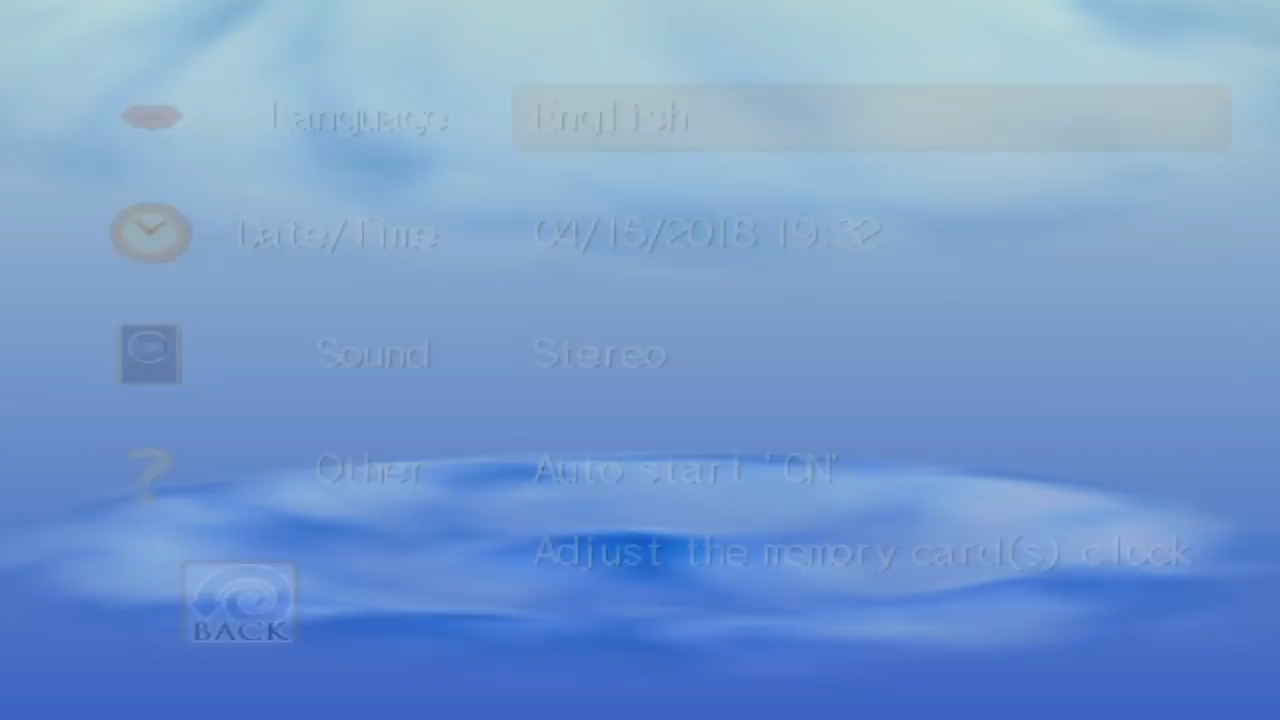 Language English
Date/Time 04/15/2018 19:32
Sound Stereo
Other Auto start 'ON'
Adjust the memory card(s) clock
BACK